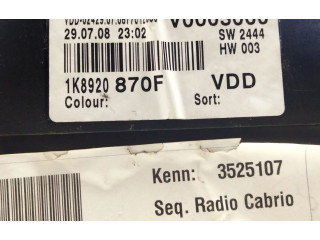 29.07.08 23:02
SW 2444
HW 003
1K8920 870F VDD
Colour: Sort:
Kenn: 3525107
Seq. Radio Cabrio